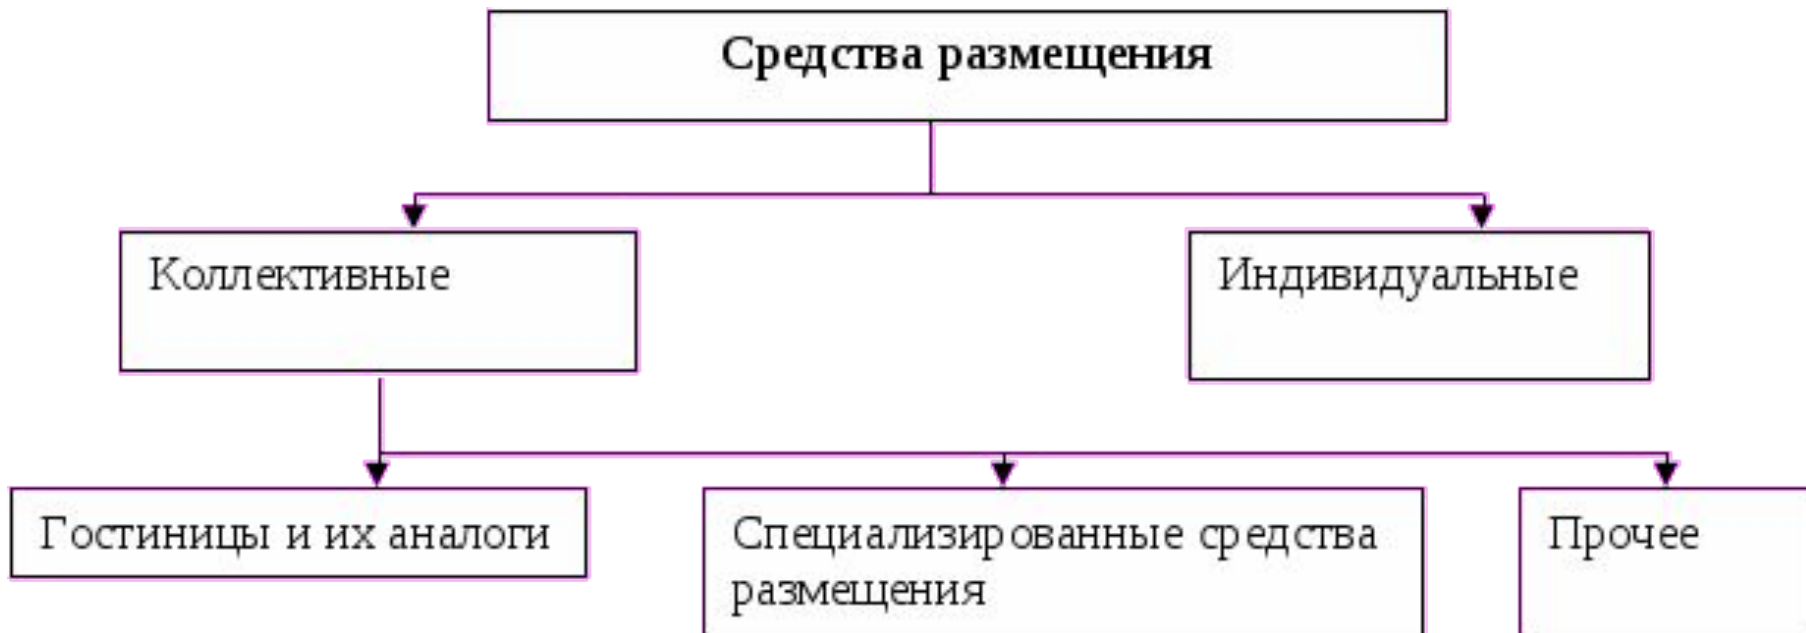 Средства размещения
Коллективные
Индивидуальные
Гостиницы и их аналоги
Специализированные средства
размещения
Прочее